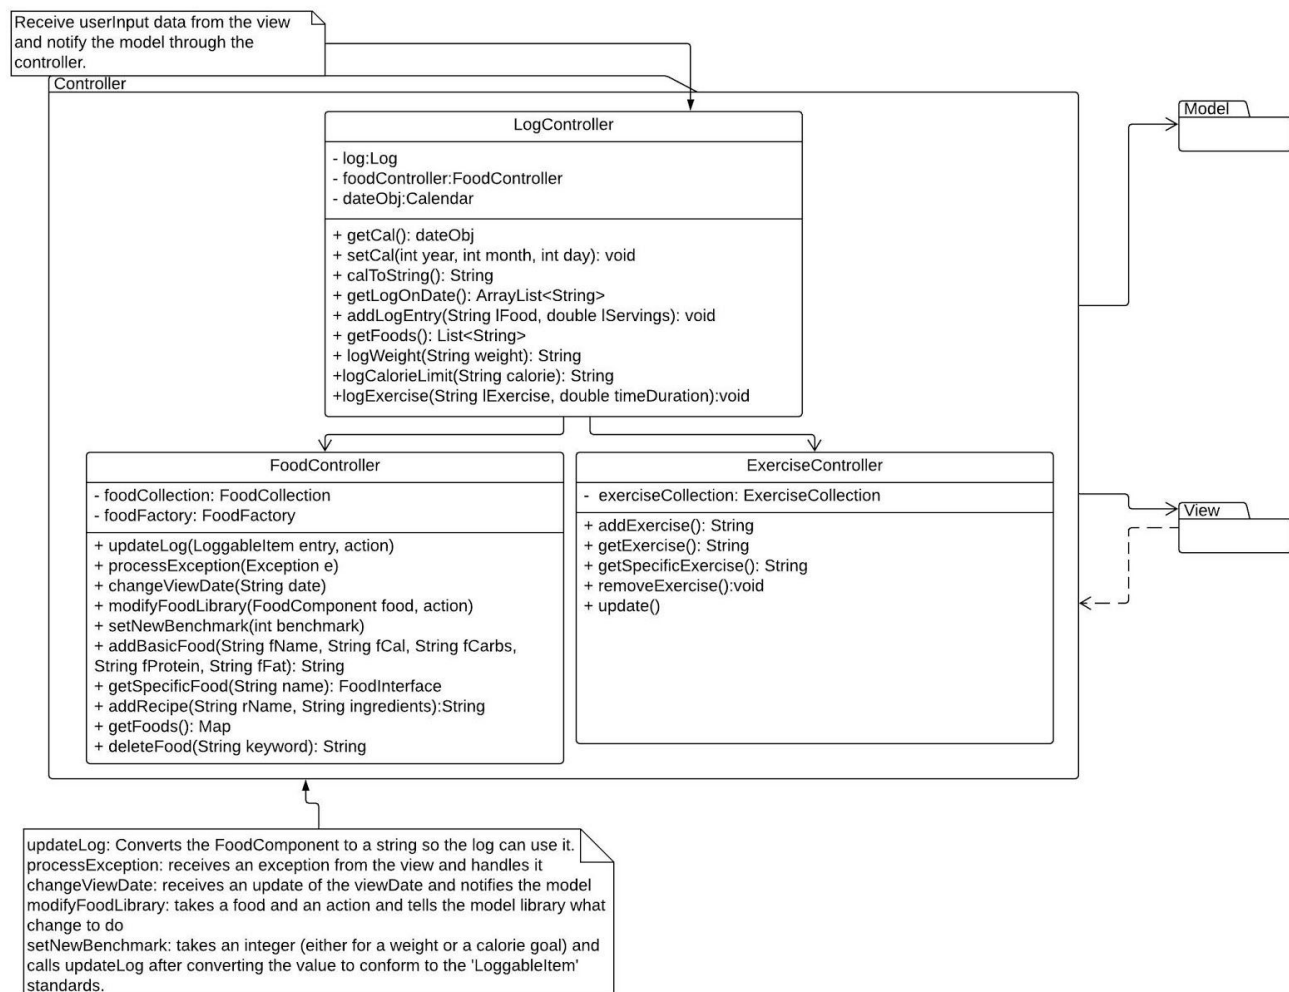 Receive userInput data from the view
and notify the model through the
controller.
Controller
LogController
- log:Log
- foodController:FoodController
- dateObj:Calendar
+ getCal(): dateObj
+ setCal(int year, int month, int day): void
+ calToString(): String
+ getLogOnDate(): ArrayList<String>
+ addLogEntry(String lFood, double lServings): void
+ getFoods(): List<String>
+ logWeight(String weight): String
+logCalorieLimit(String calorie): String
+logExercise(String lExercise, double timeDuration):void
Model
FoodController
- foodCollection: FoodCollection
- foodFactory: FoodFactory
+ updateLog(LoggableItem entry, action)
+ processException(Exception e)
+ changeViewDate(String date)
+ modifyFoodLibrary(FoodComponent food, action)
+ setNewBenchmark(int benchmark)
+ addBasicFood(String fName, String fCal, String fCarbs,
String fProtein, String fFat): String
+ getSpecificFood(String name): FoodInterface
+ addRecipe(String rName, String ingredients):String
+ getFoods(): Map
+ deleteFood(String keyword): String
ExerciseController
- exerciseCollection: ExerciseCollection
+ addExercise(): String
+ getExercise(): String
+ getSpecificExercise(): String
+ removeExercise():void
+ update()
View
updateLog: Converts the FoodComponent to a string so the log can use it.
processException: receives an exception from the view and handles it
changeViewDate: receives an update of the viewDate and notifies the model
modifyFoodLibrary: takes a food and an action and tells the model library what
change to do
setNewBenchmark: takes an integer (either for a weight or a calorie goal) and
calls updateLog after converting the value to conform to the 'LoggableItem'
standards.